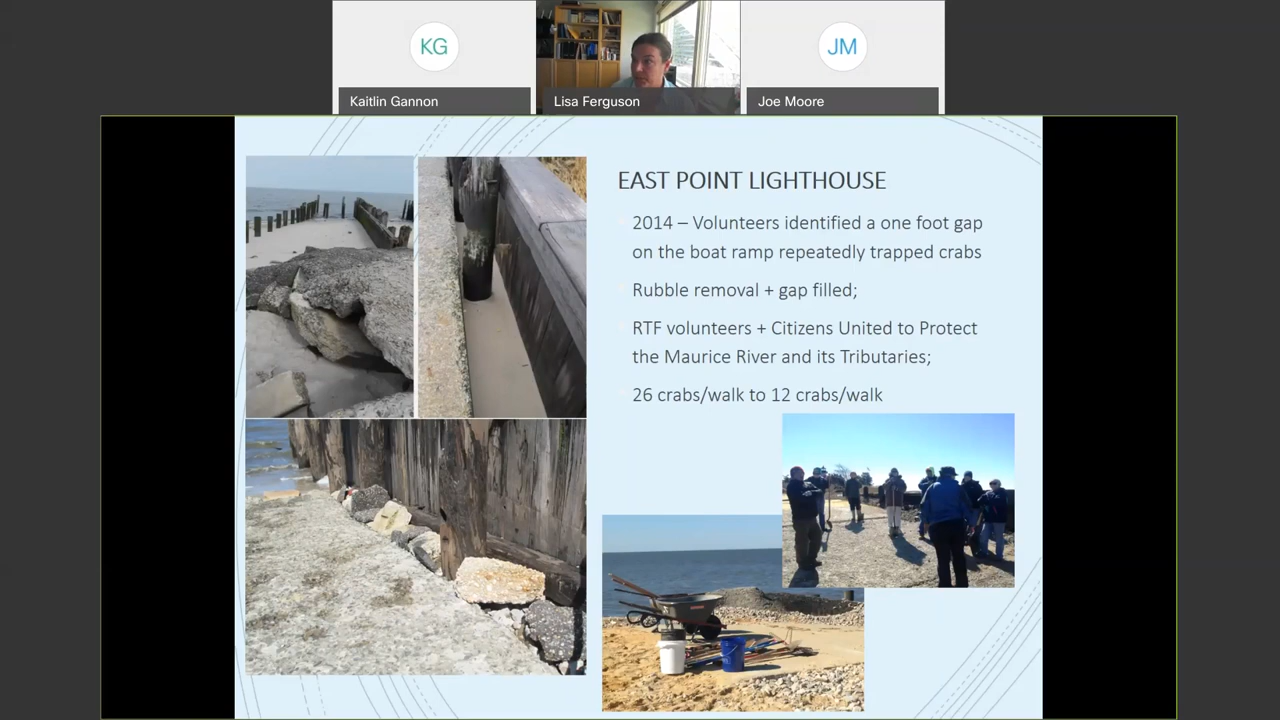 KG
JM
Kaitlin Gannon
Lisa Ferguson
Joe Moore
EAST POINT LIGHTHOUSE
2014 – Volunteers identified a one foot gap
on the boat ramp repeatedly trapped crabs
Rubble removal + gap filled;
RTF volunteers + Citizens United to Protect
the Maurice River and its Tributaries;
26 crabs/walk to 12 crabs/walk